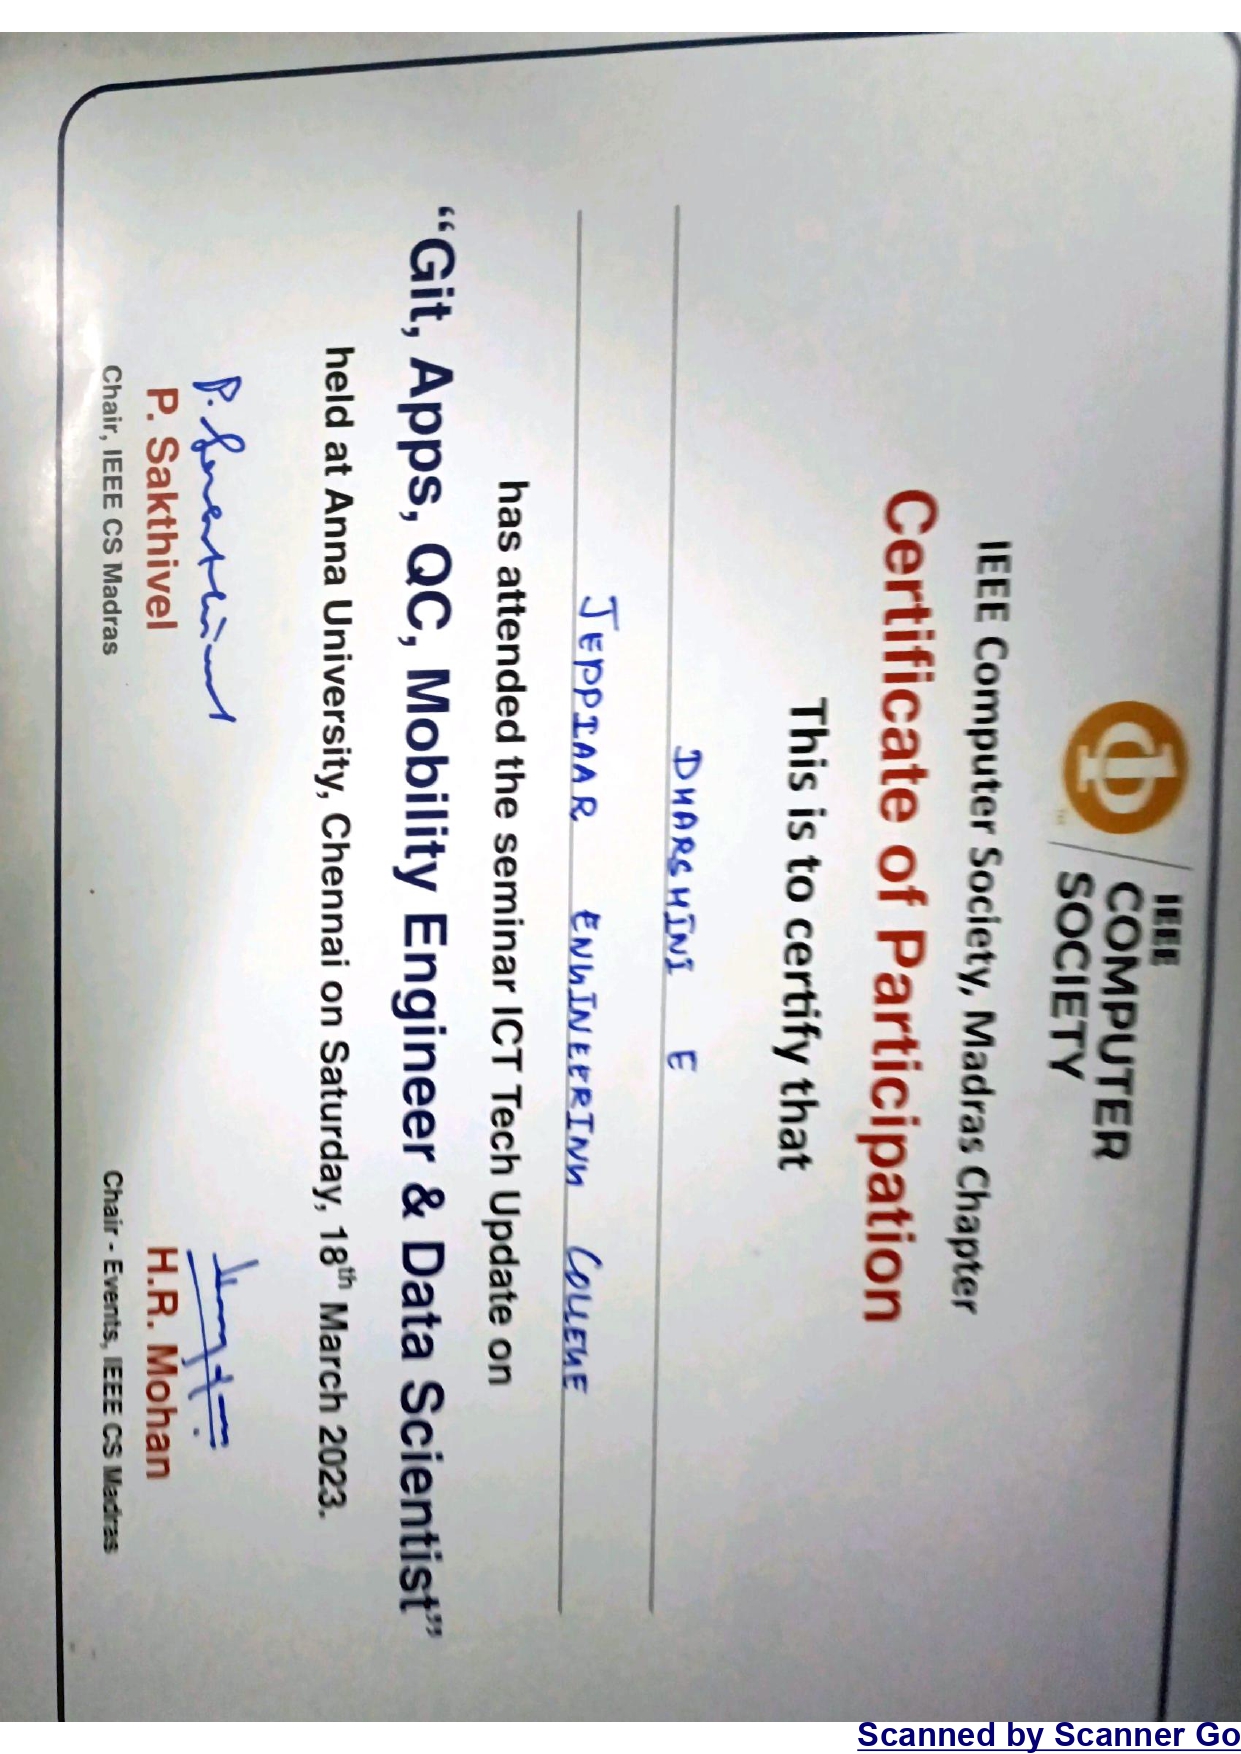 IEEE
COMPUTER
SOCIETY
IEEE Computer Society, Madras Chapter
Certificate of Participation
This is to certify that
DHARSHINI E
JEPPIAAR ENGINEERING COLLEGE
has attended the seminar ICT Tech Update on
“Git, Apps, QC, Mobility Engineer & Data Scientist”
held at Anna University, Chennai on Saturday, 18th March 2023.
P. Sakthivel
P. Sakthivel
Chair, IEEE CS Madras
H.R. Mohan
Chair - Events, IEEE CS Madras
Scanned by Scanner Go